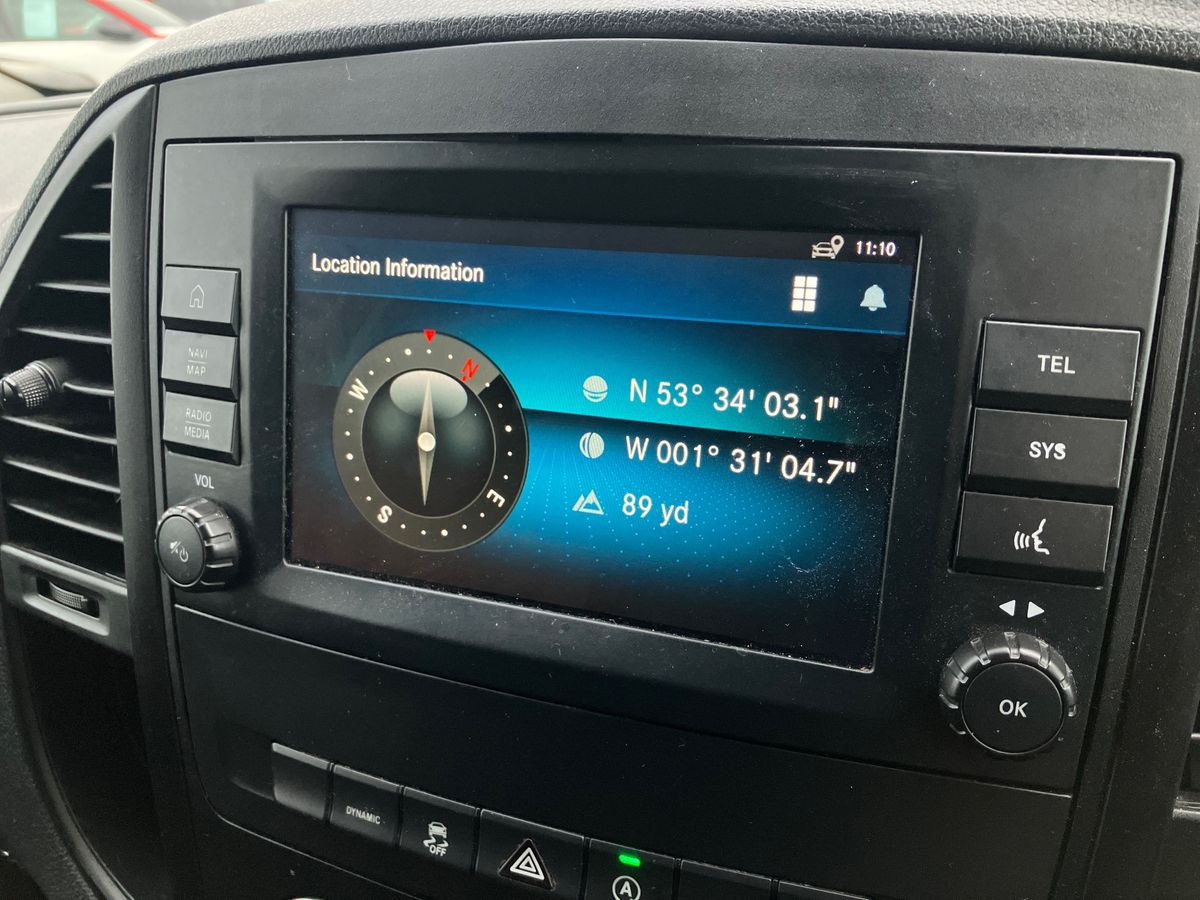 11:10
Location Information
N
W
E
S
N 53° 34' 03.1"
W 001° 31' 04.7"
89 yd
NAVI
MAP
RADIO
MEDIA
VOL
TEL
SYS
OK
DYNAMIC
OFF
A